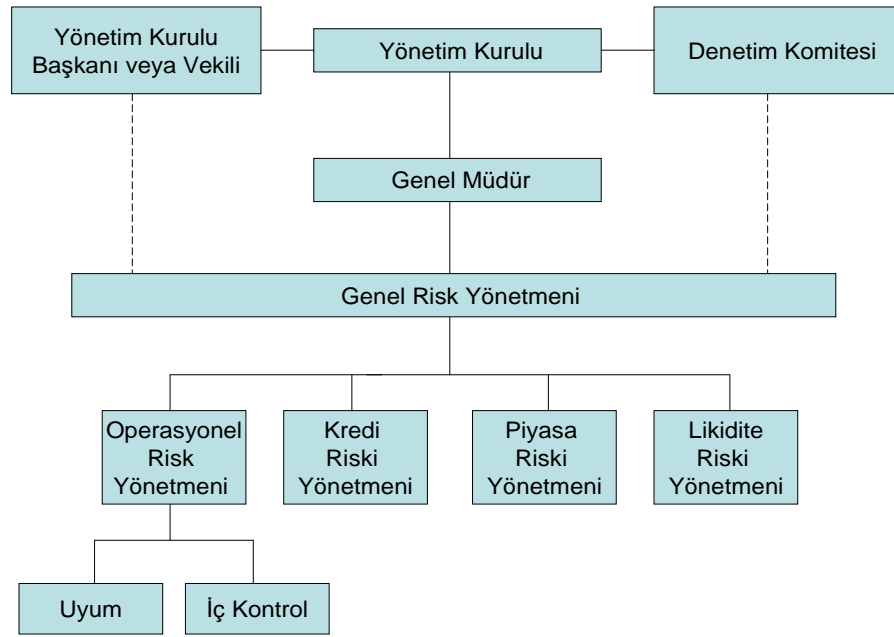 Yönetim Kurulu
Başkanı veya Vekili
Yönetim Kurulu
Denetim Komitesi
Genel Müdür
Genel Risk Yönetmeni
Operasyonel
Risk
Yönetmeni
Kredi
Riski
Yönetmeni
Piyasa
Riski
Yönetmeni
Likidite
Riski
Yönetmeni
Uyum
İç Kontrol